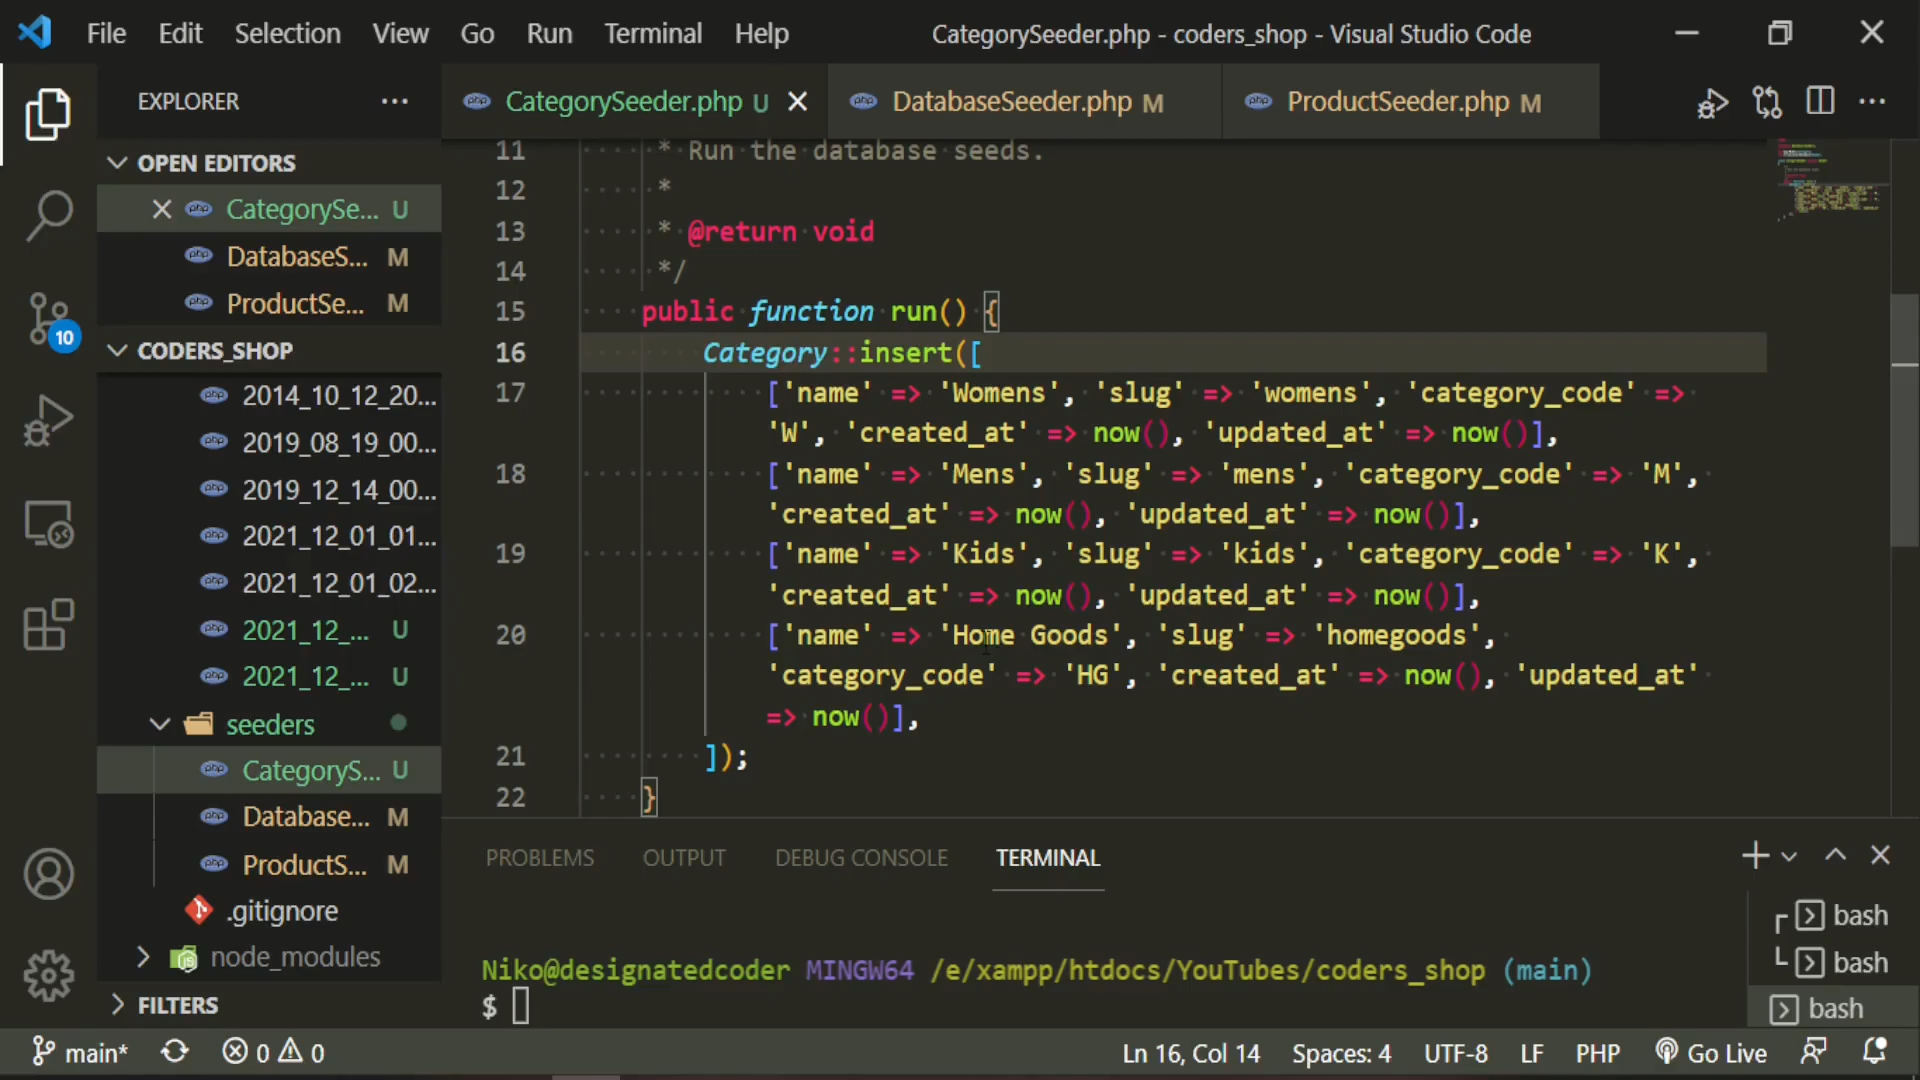 File Edit Selection View Go Run Terminal Help CategorySeeder.php - coders_shop - Visual Studio Code
EXPLORER
OPEN EDITORS
CategorySe... U
DatabaseS... M
ProductSe... M
CODERS_SHOP
2014_10_12_20...
2019_08_19_00...
2019_12_14_00...
2021_12_01_01...
2021_12_01_02...
2021_12_... U
2021_12_... U
seeders
CategoryS... U
Database... M
ProductS... M
.gitignore
node_modules
FILTERS
10
CategorySeeder.php U DatabaseSeeder.php M ProductSeeder.php M
11 * Run the database seeds.
12 *
13 * @return void
14 */
15 public function run() {
16 Category::insert([
17 ['name' => 'Womens', 'slug' => 'womens', 'category_code' =>
'W', 'created_at' => now(), 'updated_at' => now()],
18 ['name' => 'Mens', 'slug' => 'mens', 'category_code' => 'M',
'created_at' => now(), 'updated_at' => now()],
19 ['name' => 'Kids', 'slug' => 'kids', 'category_code' => 'K',
'created_at' => now(), 'updated_at' => now()],
20 ['name' => 'Home Goods', 'slug' => 'homegoods',
'category_code' => 'HG', 'created_at' => now(), 'updated_at'
=> now()],
21 ]);
22 }
PROBLEMS OUTPUT DEBUG CONSOLE TERMINAL
Niko@designatedcoder MINGW64 /e/xampp/htdocs/YouTubes/coders_shop (main)
$
bash
bash
bash
main* 0 0 Ln 16, Col 14 Spaces: 4 UTF-8 LF PHP Go Live